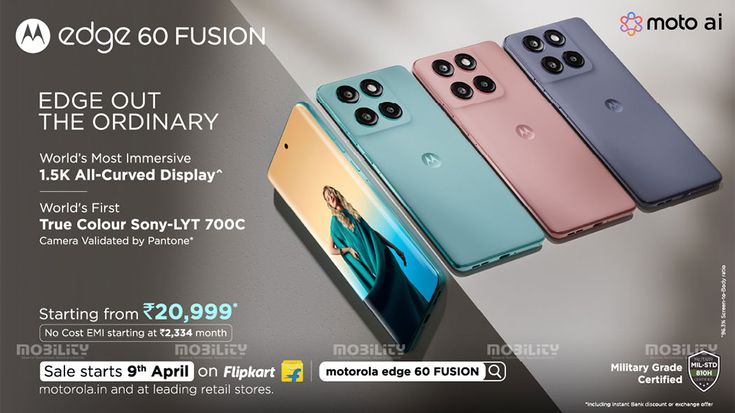 edge 60 FUSION
moto ai
EDGE OUT
THE ORDINARY
World's Most Immersive
1.5K All-Curved Display^
World's First
True Colour Sony-LYT 700C
Camera Validated by Pantone*
Starting from ₹20,999*
No Cost EMI starting at ₹2,334 month
MOBILITY MOBILITY MOBILITY MOBILITY MOBILITY
Sale starts 9th April on Flipkart
motorola edge 60 FUSION
motorola.in and at leading retail stores.
Military Grade
Certified
MILITARY
MIL-STD
810H
^96.3% Screen-to-Body ratio
*Including Instant Bank discount or exchange offer